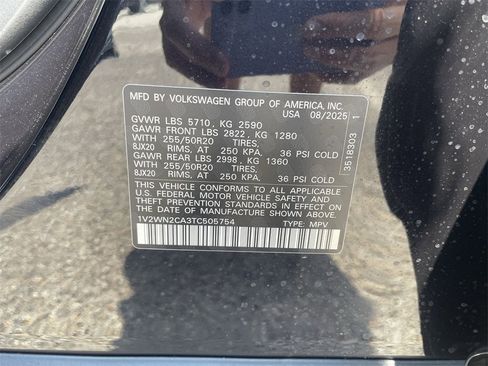 MFD BY VOLKSWAGEN GROUP OF AMERICA, INC.
USA 08/2025
GVWR LBS 5710, KG 2590
GAWR FRONT LBS 2822, KG 1280
WITH 255/50R20 TIRES,
8JX20 RIMS, AT 250 KPA, 36 PSI COLD
GAWR REAR LBS 2998, KG 1360
WITH 255/50R20 TIRES,
8JX20 RIMS, AT 250 KPA, 36 PSI COLD
THIS VEHICLE CONFORMS TO ALL APPLICABLE
U.S. FEDERAL MOTOR VEHICLE SAFETY AND
THEFT PREVENTION STANDARDS IN EFFECT ON
THE DATE OF MANUFACTURE SHOWN ABOVE.
1V2WN2CA3TC505754 TYPE: MPV
3518303 1